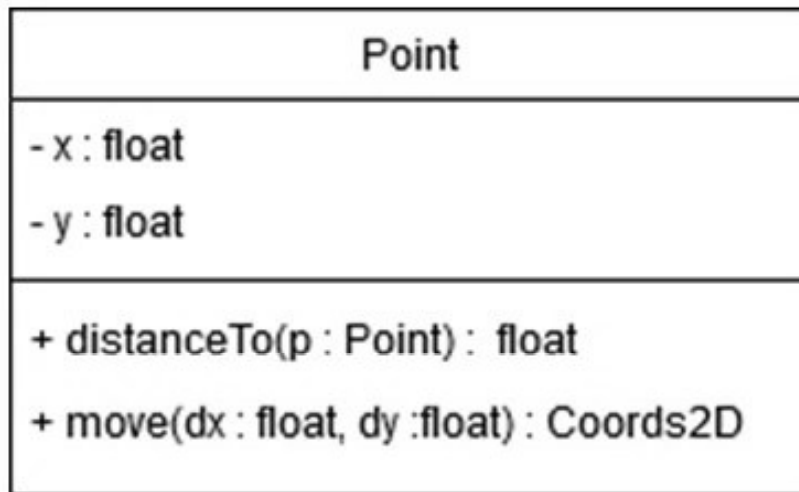 Point
- x : float
- y : float
+ distanceTo(p : Point) : float
+ move(dx : float, dy :float) : Coords2D